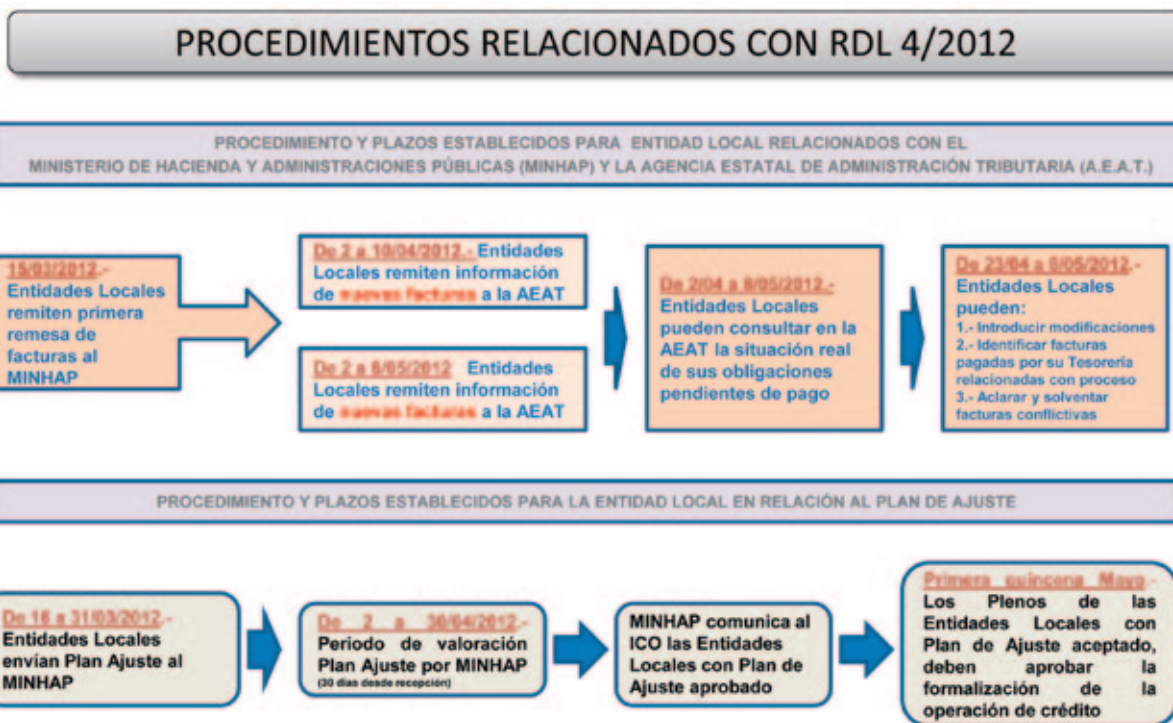 PROCEDIMIENTOS RELACIONADOS CON RDL 4/2012
PROCEDIMIENTO Y PLAZOS ESTABLECIDOS PARA ENTIDAD LOCAL RELACIONADOS CON EL
MINISTERIO DE HACIENDA Y ADMINISTRACIONES PÚBLICAS (MINHAP) Y LA AGENCIA ESTATAL DE ADMINISTRACIÓN TRIBUTARIA (A.E.A.T.)
15/03/2012.-
Entidades Locales
remiten primera
remesa de
facturas al
MINHAP
De 2 a 10/04/2012.- Entidades
Locales remiten información
de nuevas facturas a la AEAT
De 2 a 8/05/2012 Entidades
Locales remiten información
de nuevas facturas a la AEAT
De 2/04 a 8/05/2012.-
Entidades Locales
pueden consultar en la
AEAT la situación real
de sus obligaciones
pendientes de pago
De 23/04 a 8/05/2012.-
Entidades Locales
pueden:
1.- Introducir modificaciones
2.- Identificar facturas
pagadas por su Tesorería
relacionadas con proceso
3.- Aclarar y solventar
facturas conflictivas
PROCEDIMIENTO Y PLAZOS ESTABLECIDOS PARA LA ENTIDAD LOCAL EN RELACIÓN AL PLAN DE AJUSTE
De 16 a 31/03/2012.-
Entidades Locales
envían Plan Ajuste al
MINHAP
De 2 a 30/04/2012.-
Periodo de valoración
Plan Ajuste por MINHAP
(30 días desde recepción)
MINHAP comunica al
ICO las Entidades
Locales con Plan de
Ajuste aprobado
Primera quincena Mayo.-
Los Plenos de las
Entidades Locales con
Plan de Ajuste aceptado,
deben aprobar la
formalización de la
operación de crédito